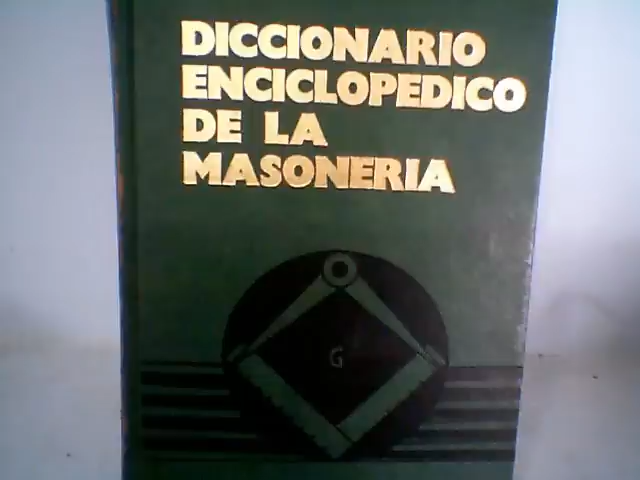 DICCIONARIO
ENCICLOPEDICO
DE LA
MASONERIA
G